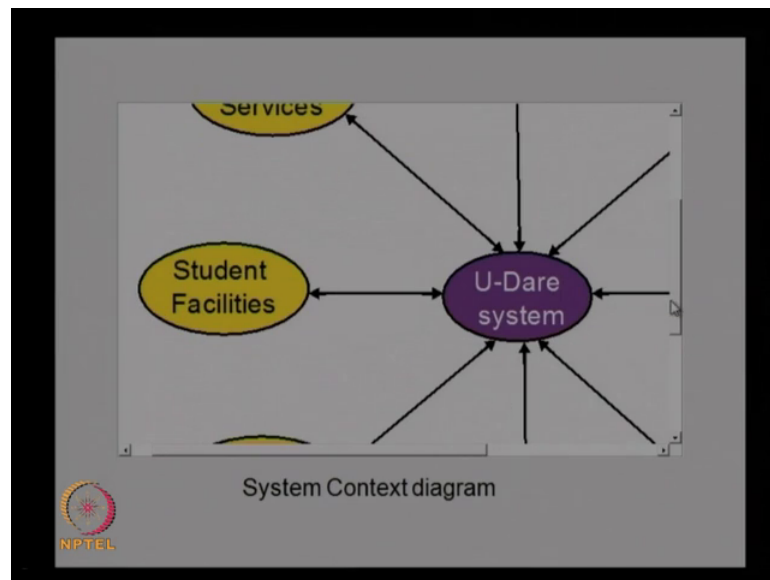 Services
Student
Facilities
U-Dare
system
System Context diagram
NPTEL